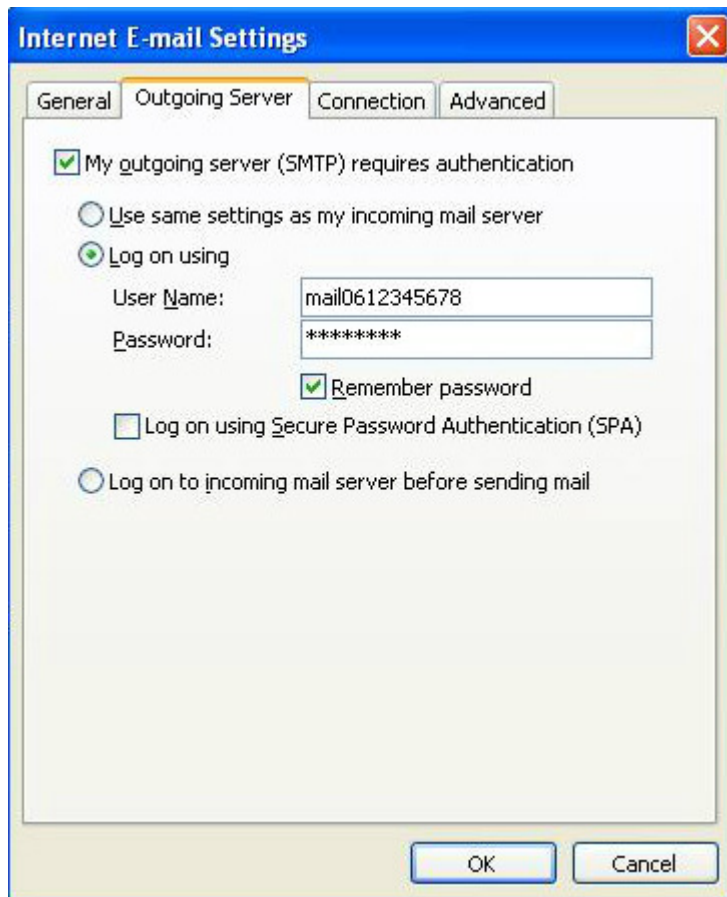 Internet E-mail Settings
General Outgoing Server Connection Advanced
My outgoing server (SMTP) requires authentication
Use same settings as my incoming mail server
Log on using
User Name: mail0612345678
Password: ********
Remember password
Log on using Secure Password Authentication (SPA)
Log on to incoming mail server before sending mail
OK Cancel